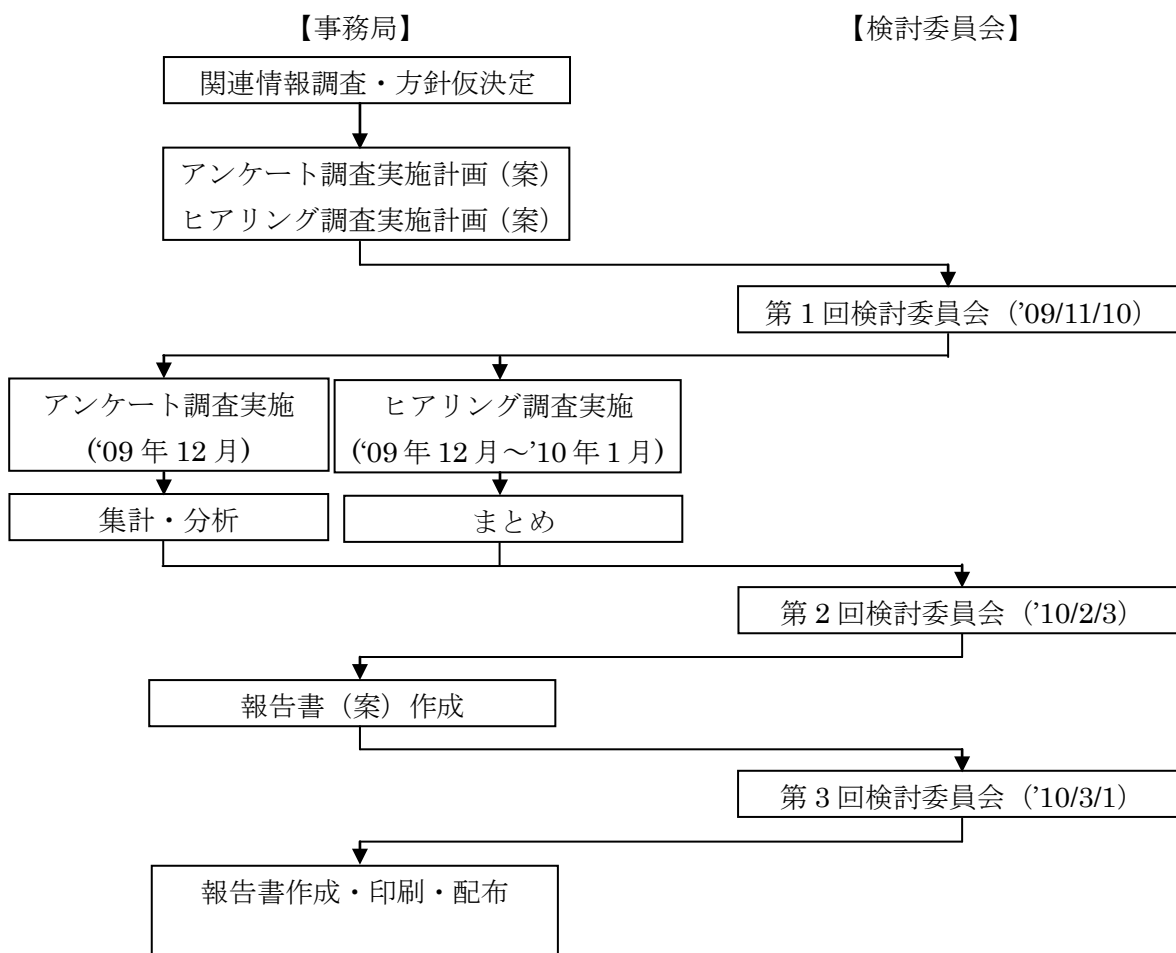 【事務局】
【検討委員会】
関連情報調査・方針仮決定
アンケート調査実施計画（案）
ヒアリング調査実施計画（案）
第1回検討委員会（’09/11/10）
アンケート調査実施
(‘09年12月)
ヒアリング調査実施
(‘09年12月～’10年1月)
集計・分析
まとめ
第2回検討委員会（’10/2/3）
報告書（案）作成
第3回検討委員会（’10/3/1）
報告書作成・印刷・配布